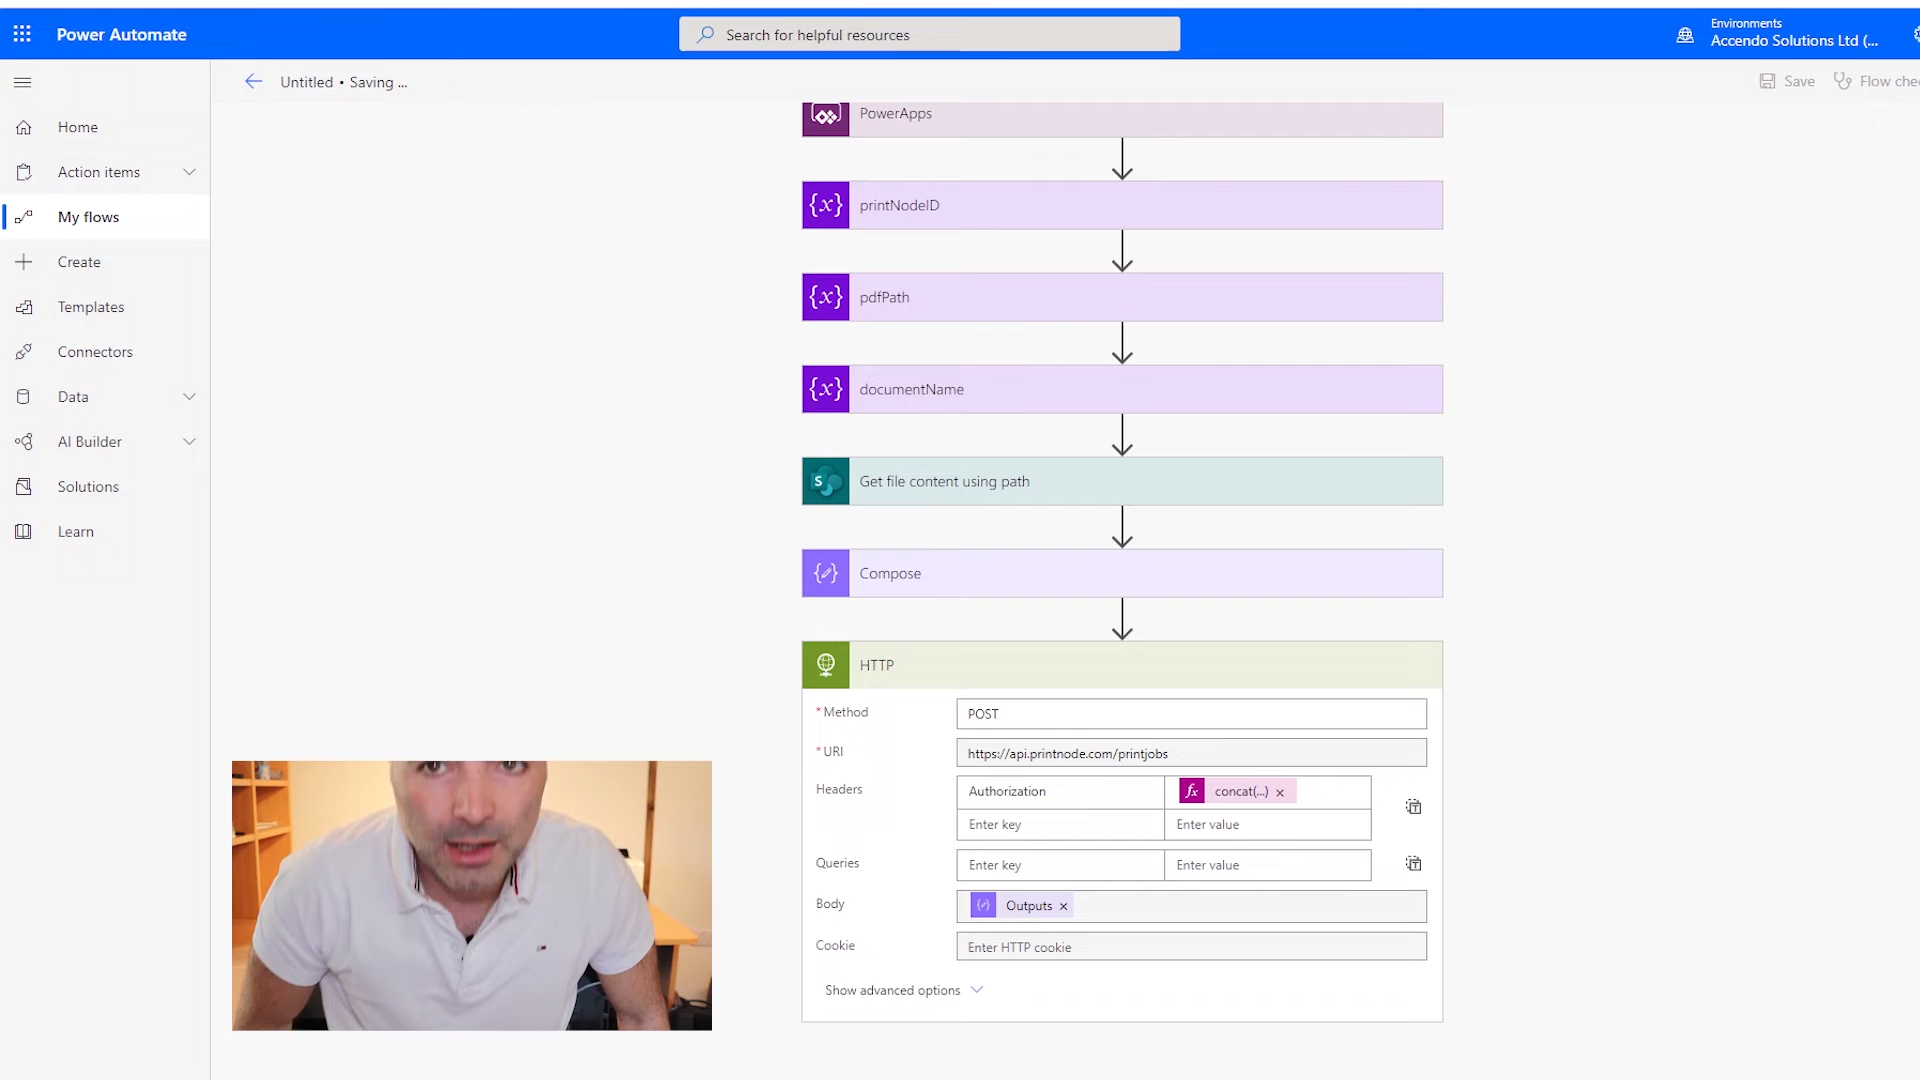 Power Automate
Search for helpful resources
Environments
Accendo Solutions Ltd (...
Untitled • Saving ...
Save
Flow che
Home
Action items
My flows
Create
Templates
Connectors
Data
AI Builder
Solutions
Learn
PowerApps
{x} printNodeID
{x} pdfPath
{x} documentName
S Get file content using path
Compose
HTTP
* Method
POST
* URI
https://api.printnode.com/printjobs
Headers
Authorization
fx concat(...) ×
Enter key
Enter value
Queries
Enter key
Enter value
Body
Outputs ×
Cookie
Enter HTTP cookie
Show advanced options